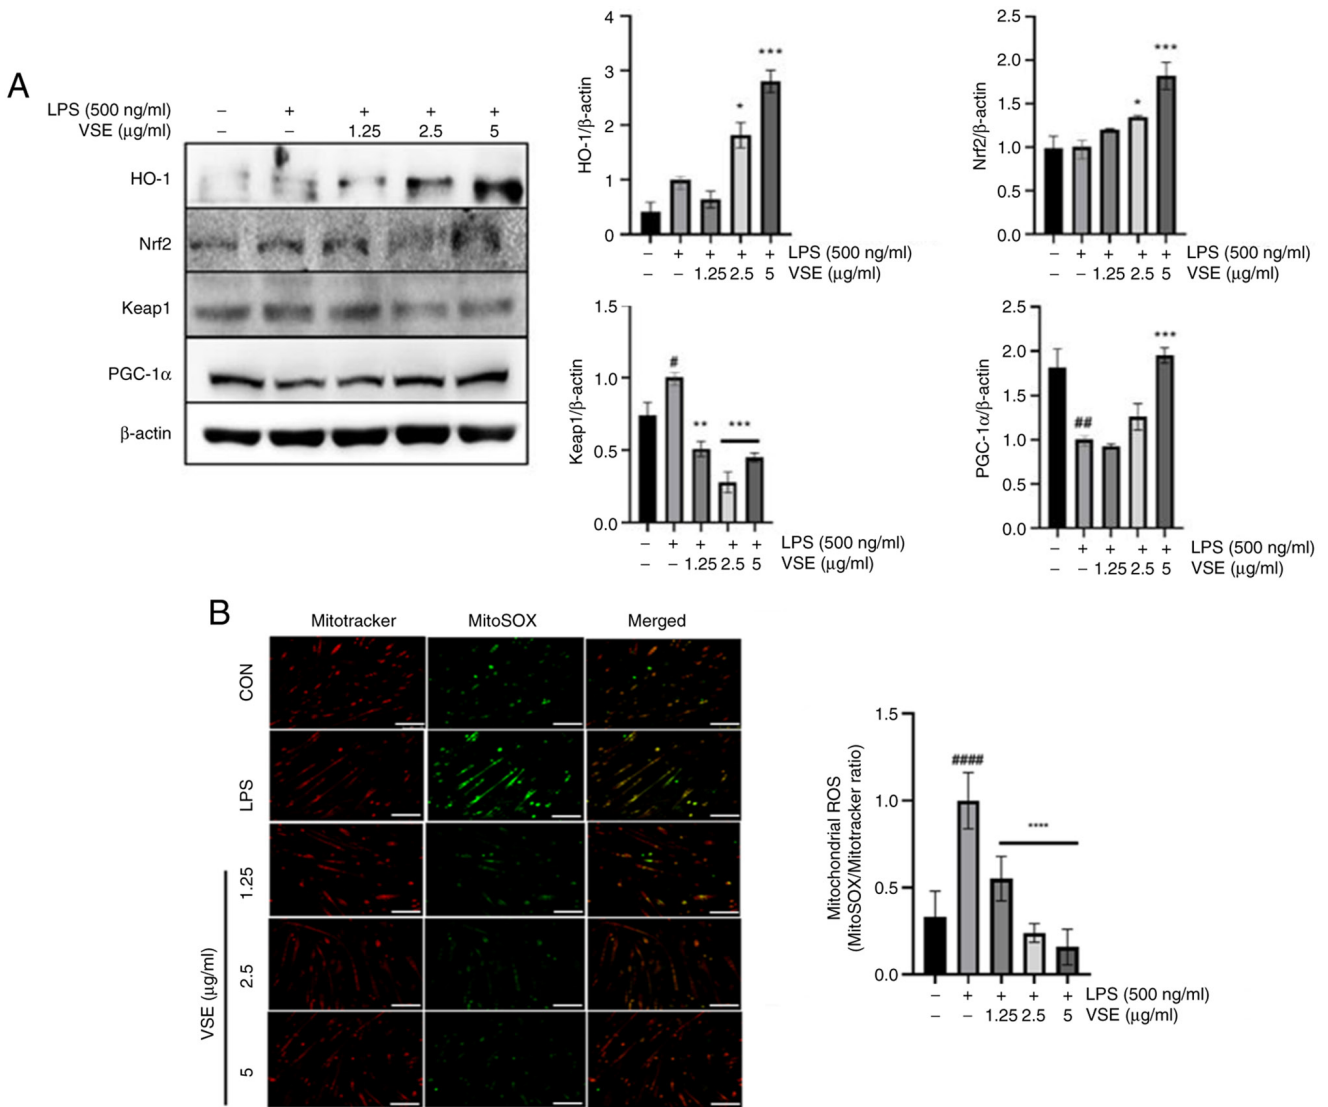 A
LPS (500 ng/ml) – + + + +
VSE (μg/ml) – – 1.25 2.5 5
HO-1
Nrf2
Keap1
PGC-1α
β-actin
HO-1/β-actin
4
3
2
1
0
*
***
– + + + + LPS (500 ng/ml)
– – 1.25 2.5 5 VSE (μg/ml)
Nrf2/β-actin
2.5
2.0
1.5
1.0
0.5
0.0
*
***
– + + + + LPS (500 ng/ml)
– – 1.25 2.5 5 VSE (μg/ml)
Keap1/β-actin
1.5
1.0
0.5
0.0
#
**
***
– + + + + LPS (500 ng/ml)
– – 1.25 2.5 5 VSE (μg/ml)
PGC-1α/β-actin
2.5
2.0
1.5
1.0
0.5
0.0
##
***
– + + + + LPS (500 ng/ml)
– – 1.25 2.5 5 VSE (μg/ml)
B
Mitotracker MitoSOX Merged
CON
LPS
VSE (μg/ml)
1.25
2.5
5
Mitochondrial ROS
(MitoSOX/Mitotracker ratio)
1.5
1.0
0.5
0.0
####
****
– + + + + LPS (500 ng/ml)
– – 1.25 2.5 5 VSE (μg/ml)